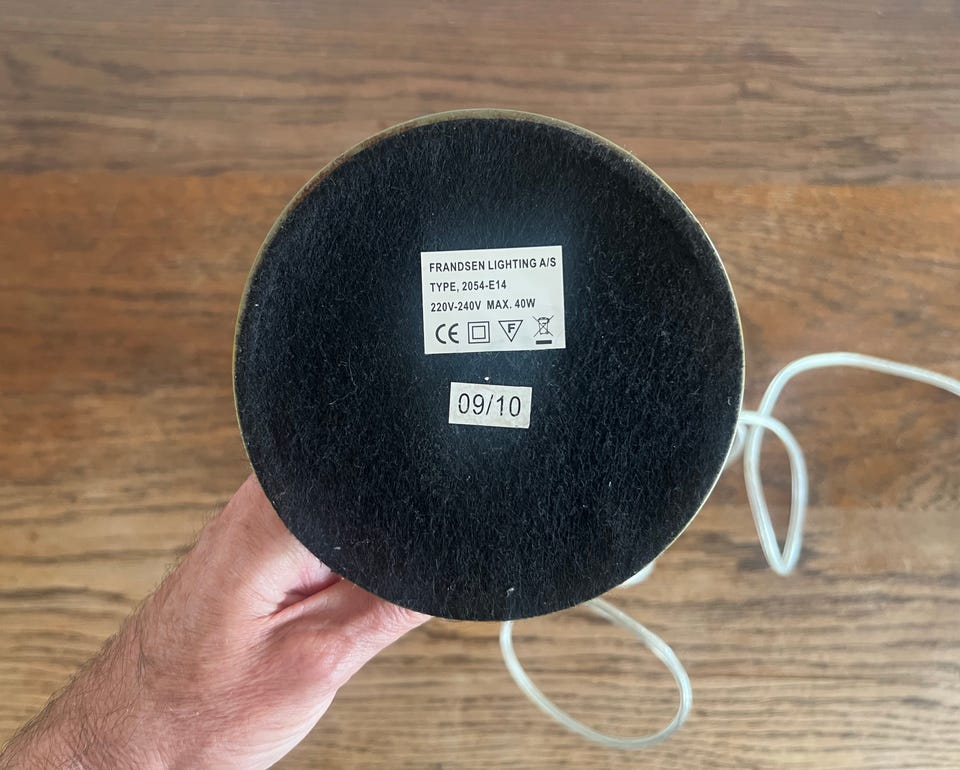 FRANDSEN LIGHTING A/S
TYPE, 2054-E14
220V-240V MAX. 40W
CE F
09/10